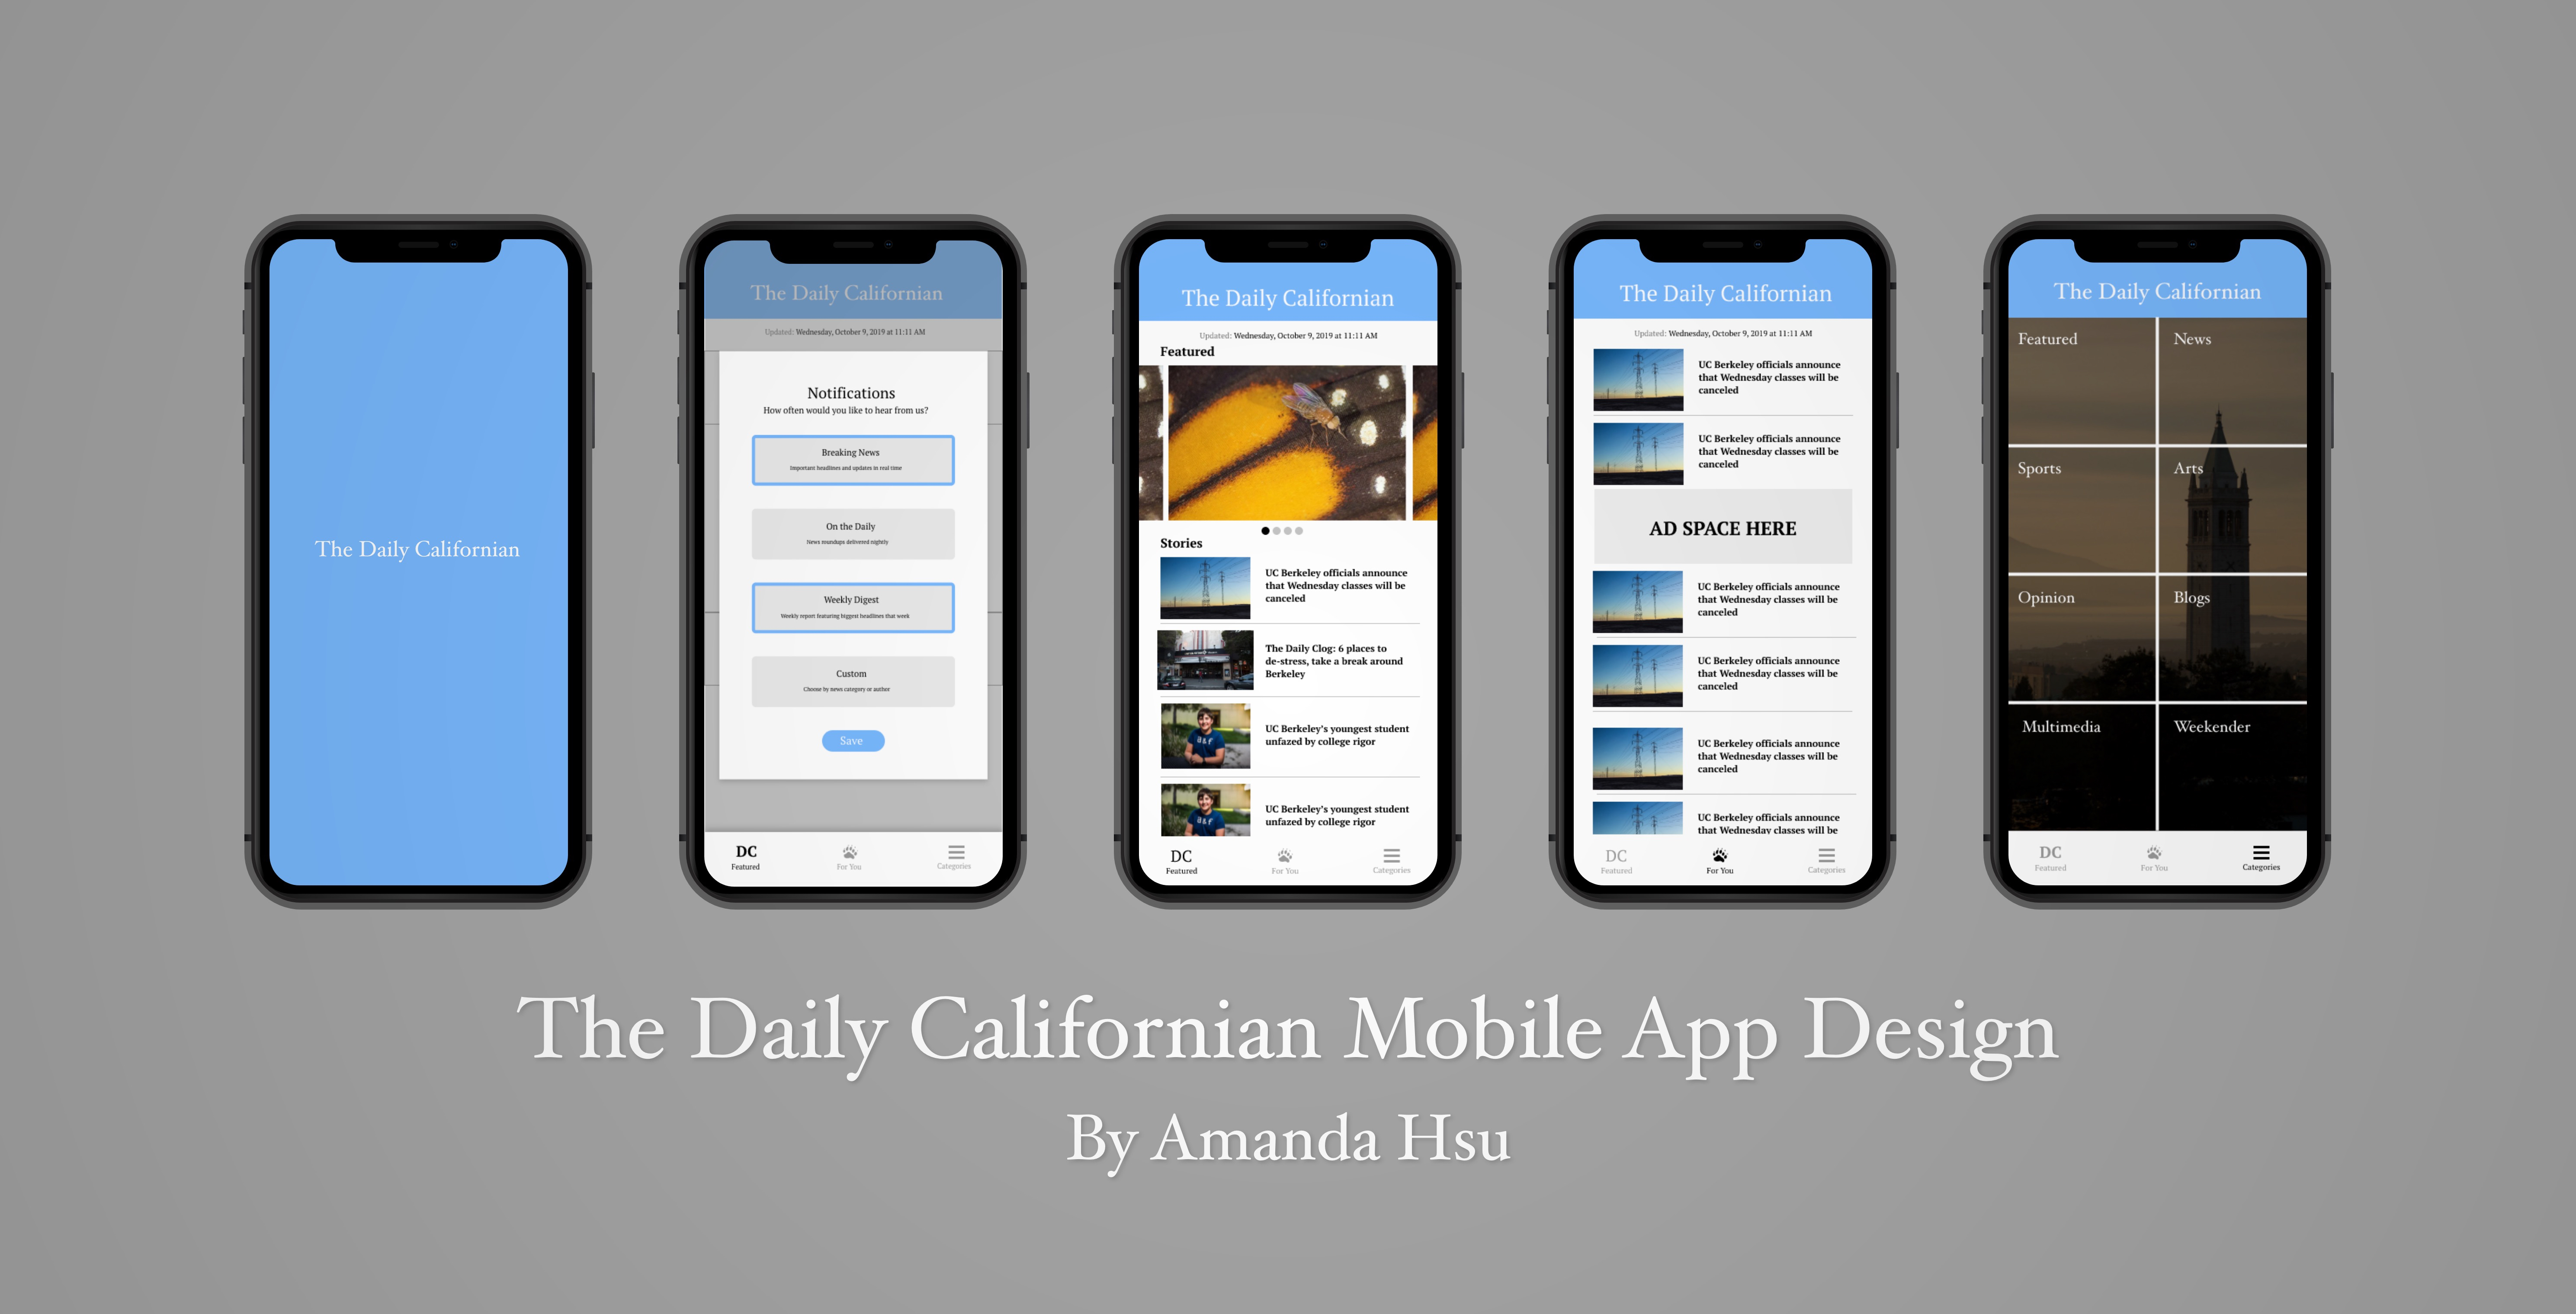 The Daily Californian
The Daily Californian
Updated: Wednesday, October 9, 2019 at 11:11 AM
Notifications
How often would you like to hear from us?
Breaking News
Important headlines and updates in real time
On the Daily
News roundups delivered nightly
Weekly Digest
Weekly report featuring biggest headlines that week
Custom
Choose by news category or author
Save
DC
Featured
For You
Categories
The Daily Californian
Updated: Wednesday, October 9, 2019 at 11:11 AM
Featured
Stories
UC Berkeley officials announce
that Wednesday classes will be
canceled
The Daily Clog: 6 places to
de-stress, take a break around
Berkeley
UC Berkeley's youngest student
unfazed by college rigor
UC Berkeley's youngest student
unfazed by college rigor
DC
Featured
For You
Categories
The Daily Californian
Updated: Wednesday, October 9, 2019 at 11:11 AM
UC Berkeley officials announce
that Wednesday classes will be
canceled
UC Berkeley officials announce
that Wednesday classes will be
canceled
AD SPACE HERE
UC Berkeley officials announce
that Wednesday classes will be
canceled
UC Berkeley officials announce
that Wednesday classes will be
canceled
UC Berkeley officials announce
that Wednesday classes will be
canceled
UC Berkeley officials announce
that Wednesday classes will be
DC
Featured
For You
Categories
The Daily Californian
Featured
News
Sports
Arts
Opinion
Blogs
Multimedia
Weekender
DC
Featured
For You
Categories
The Daily Californian Mobile App Design
By Amanda Hsu